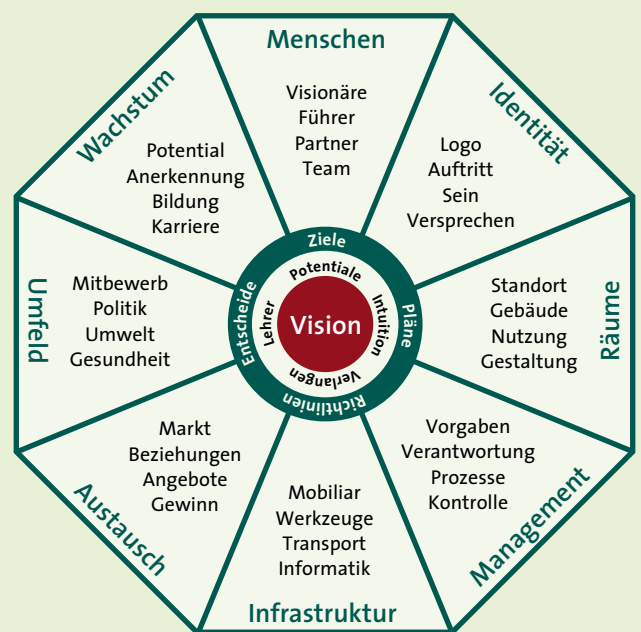 Menschen
Visionäre
Führer
Partner
Team
Identität
Logo
Auftritt
Sein
Versprechen
Räume
Standort
Gebäude
Nutzung
Gestaltung
Management
Vorgaben
Verantwortung
Prozesse
Kontrolle
Infrastruktur
Mobiliar
Werkzeuge
Transport
Informatik
Austausch
Markt
Beziehungen
Angebote
Gewinn
Umfeld
Mitbewerb
Politik
Umwelt
Gesundheit
Wachstum
Potential
Anerkennung
Bildung
Karriere
Ziele
Pläne
Richtlinien
Entscheide
Potentiale
Intuition
Verlangen
Lehrer
Vision